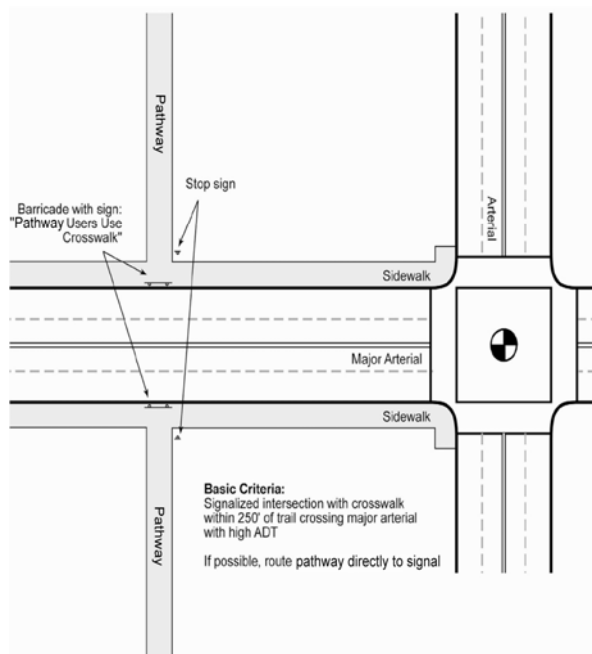 Pathway
Stop sign
Barricade with sign:
"Pathway Users Use
Crosswalk"
Arterial
Sidewalk
Major Arterial
Sidewalk
Basic Criteria:
Signalized intersection with crosswalk
within 250' of trail crossing major arterial
with high ADT
If possible, route pathway directly to signal
Pathway